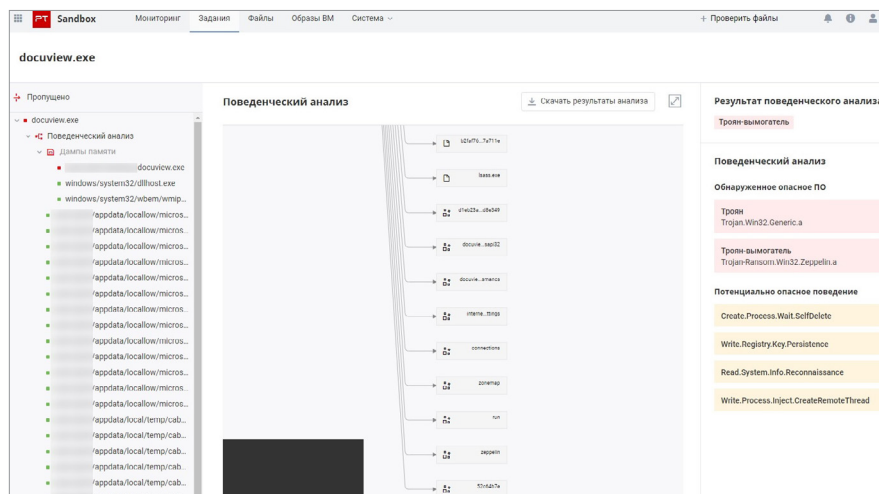 PT Sandbox Мониторинг Задания Файлы Образы ВМ Система + Проверить файлы
docuview.exe
Пропущено
docuview.exe
Поведенческий анализ
Дампы памяти
docuview.exe
windows/system32/dllhost.exe
windows/system32/wbem/wmip...
/appdata/locallow/micros...
/appdata/locallow/micros...
/appdata/locallow/micros...
/appdata/locallow/micros...
/appdata/locallow/micros...
/appdata/locallow/micros...
/appdata/locallow/micros...
/appdata/locallow/micros...
/appdata/locallow/micros...
/appdata/locallow/micros...
/appdata/locallow/micros...
/appdata/locallow/micros...
/appdata/locallow/micros...
/appdata/local/temp/cab...
/appdata/local/temp/cab...
/appdata/local/temp/cab...
/appdata/local/temp/cab...
/appdata/local/temp/cab...
Поведенческий анализ
Скачать результаты анализа
lsass.exe
docuvie...sapi32
interne...ttings
connections
zonemap
run
zeppelin
Результат поведенческого анализа
Троян-вымогатель
Поведенческий анализ
Обнаруженное опасное ПО
Троян
Trojan.Win32.Generic.a
Троян-вымогатель
Trojan-Ransom.Win32.Zeppelin.a
Потенциально опасное поведение
Create.Process.Wait.SelfDelete
Write.Registry.Key.Persistence
Read.System.Info.Reconnaissance
Write.Process.Inject.CreateRemoteThread